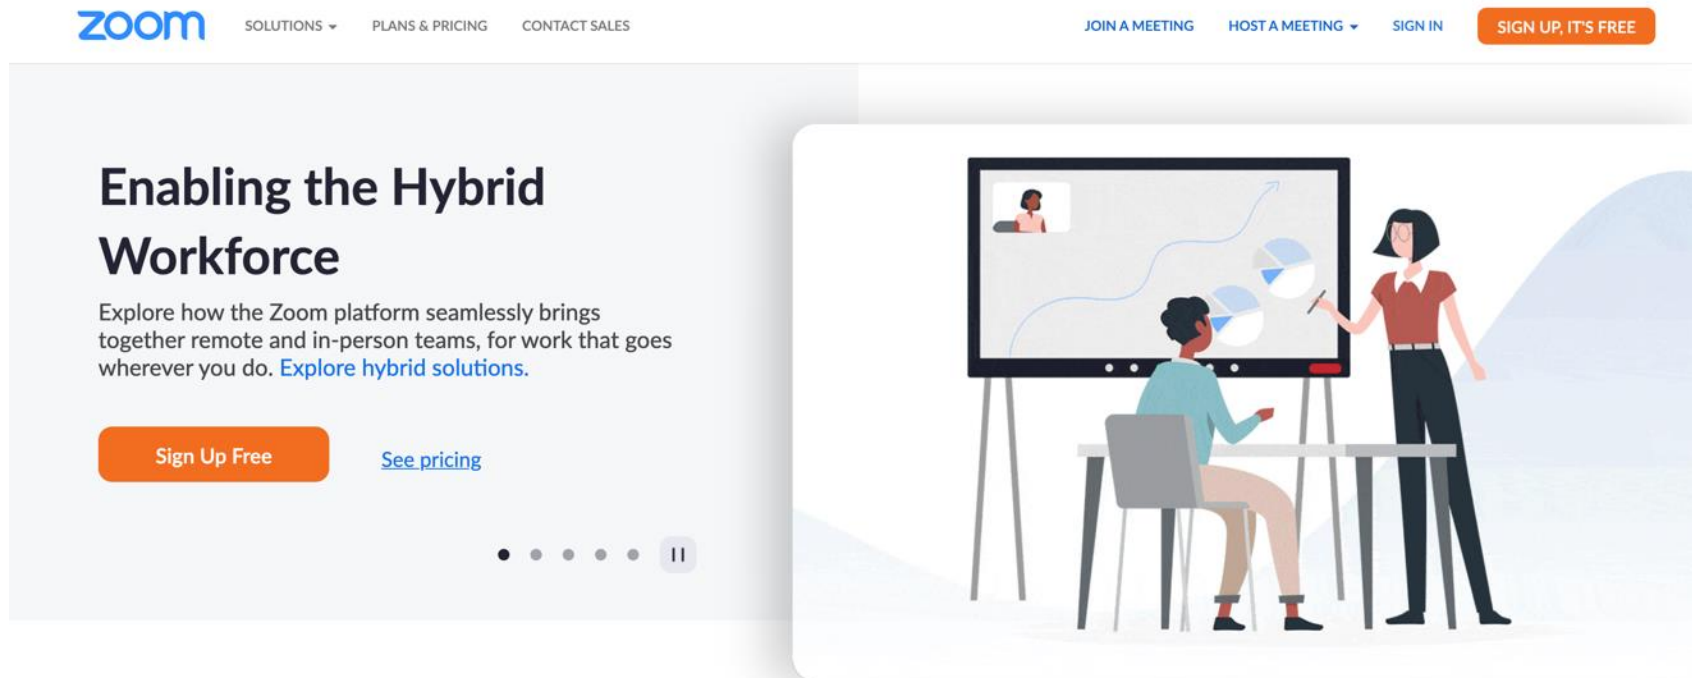 zoom
SOLUTIONS
PLANS & PRICING
CONTACT SALES
JOIN A MEETING
HOST A MEETING
SIGN IN
SIGN UP, IT'S FREE
Enabling the Hybrid
Workforce
Explore how the Zoom platform seamlessly brings
together remote and in-person teams, for work that goes
wherever you do. Explore hybrid solutions.
Sign Up Free
See pricing